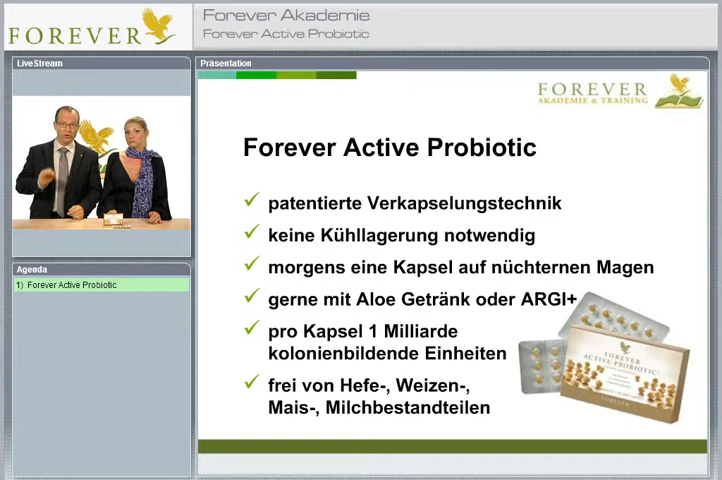 FOREVER
Forever Akademie
Forever Active Probiotic
LiveStream
Agenda
1) Forever Active Probiotic
Präsentation
FOREVER
AKADEMIE & TRAINING
Forever Active Probiotic
patentierte Verkapselungstechnik
keine Kühllagerung notwendig
morgens eine Kapsel auf nüchternen Magen
gerne mit Aloe Getränk oder ARGI+
pro Kapsel 1 Milliarde
kolonienbildende Einheiten
frei von Hefe-, Weizen-,
Mais-, Milchbestandteilen
FOREVER
ACTIVE PROBIOTIC
FOREVER